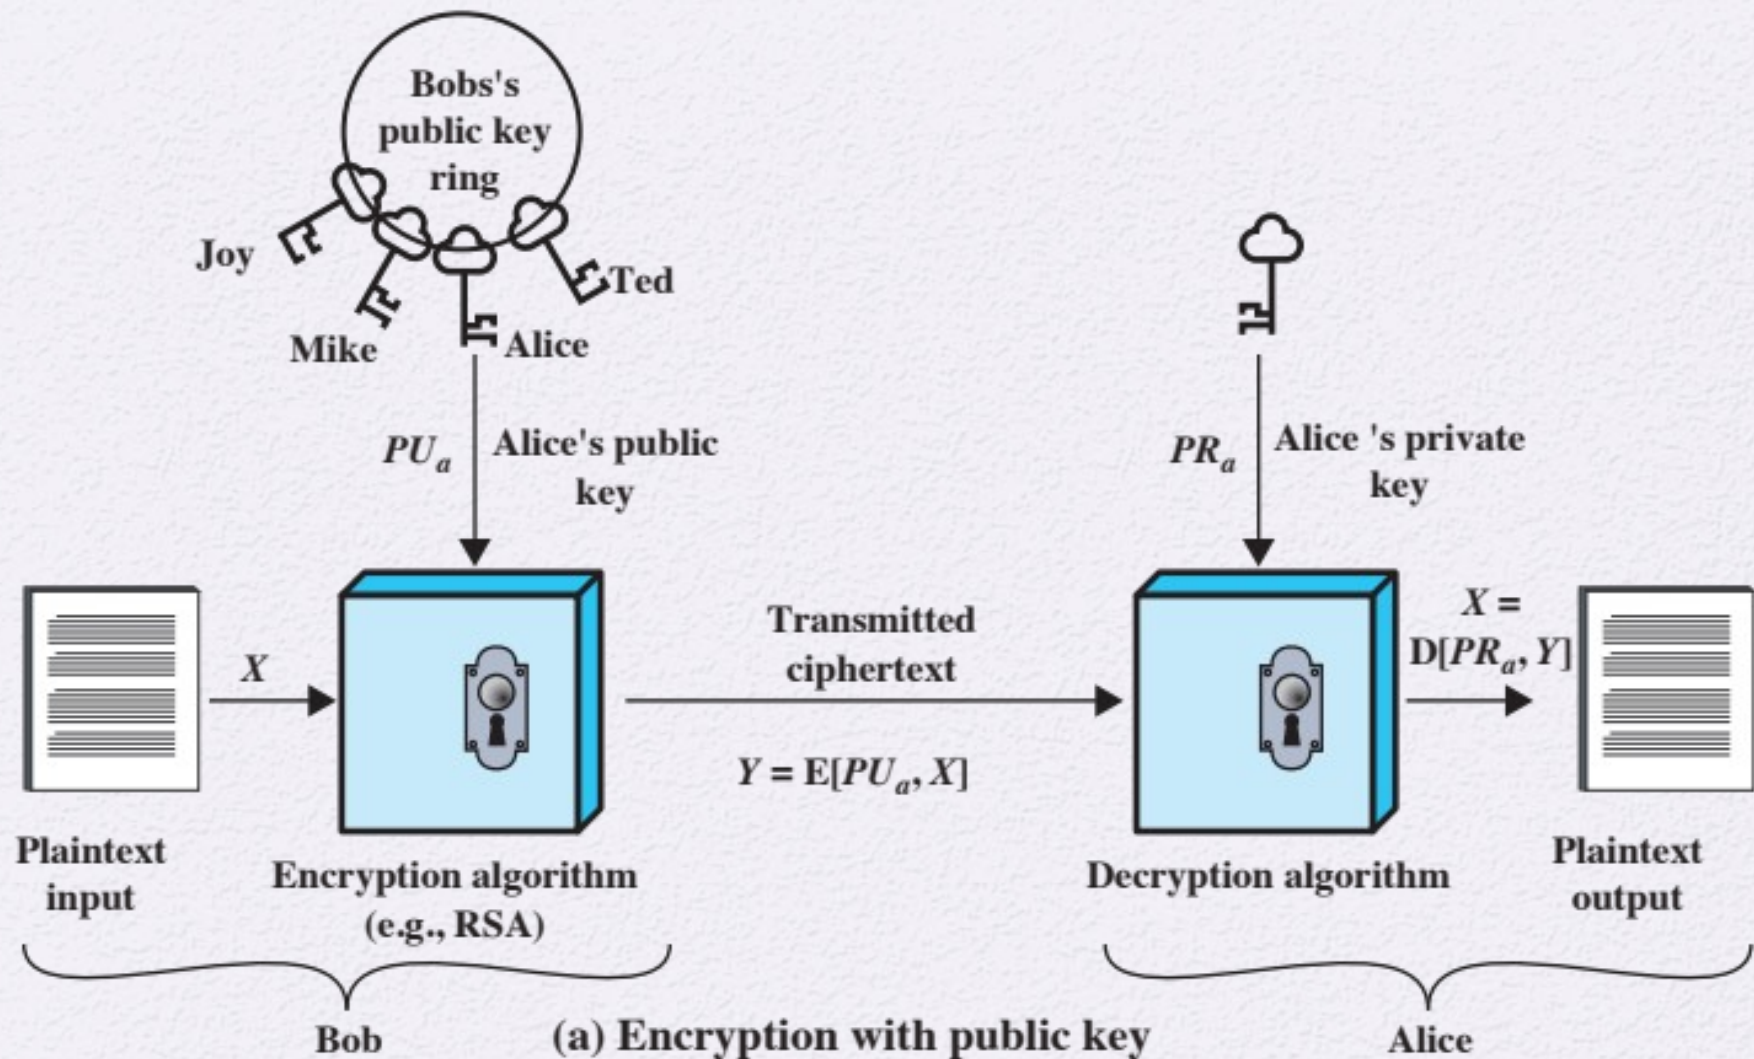 Bobs's
public key
ring
Joy
Ted
Mike
Alice
PUₐ
Alice's public
key
PRₐ
Alice 's private
key
X
Transmitted
ciphertext
Y = E[PUₐ, X]
X =
D[PRₐ, Y]
Plaintext
input
Encryption algorithm
(e.g., RSA)
Decryption algorithm
Plaintext
output
Bob
(a) Encryption with public key
Alice